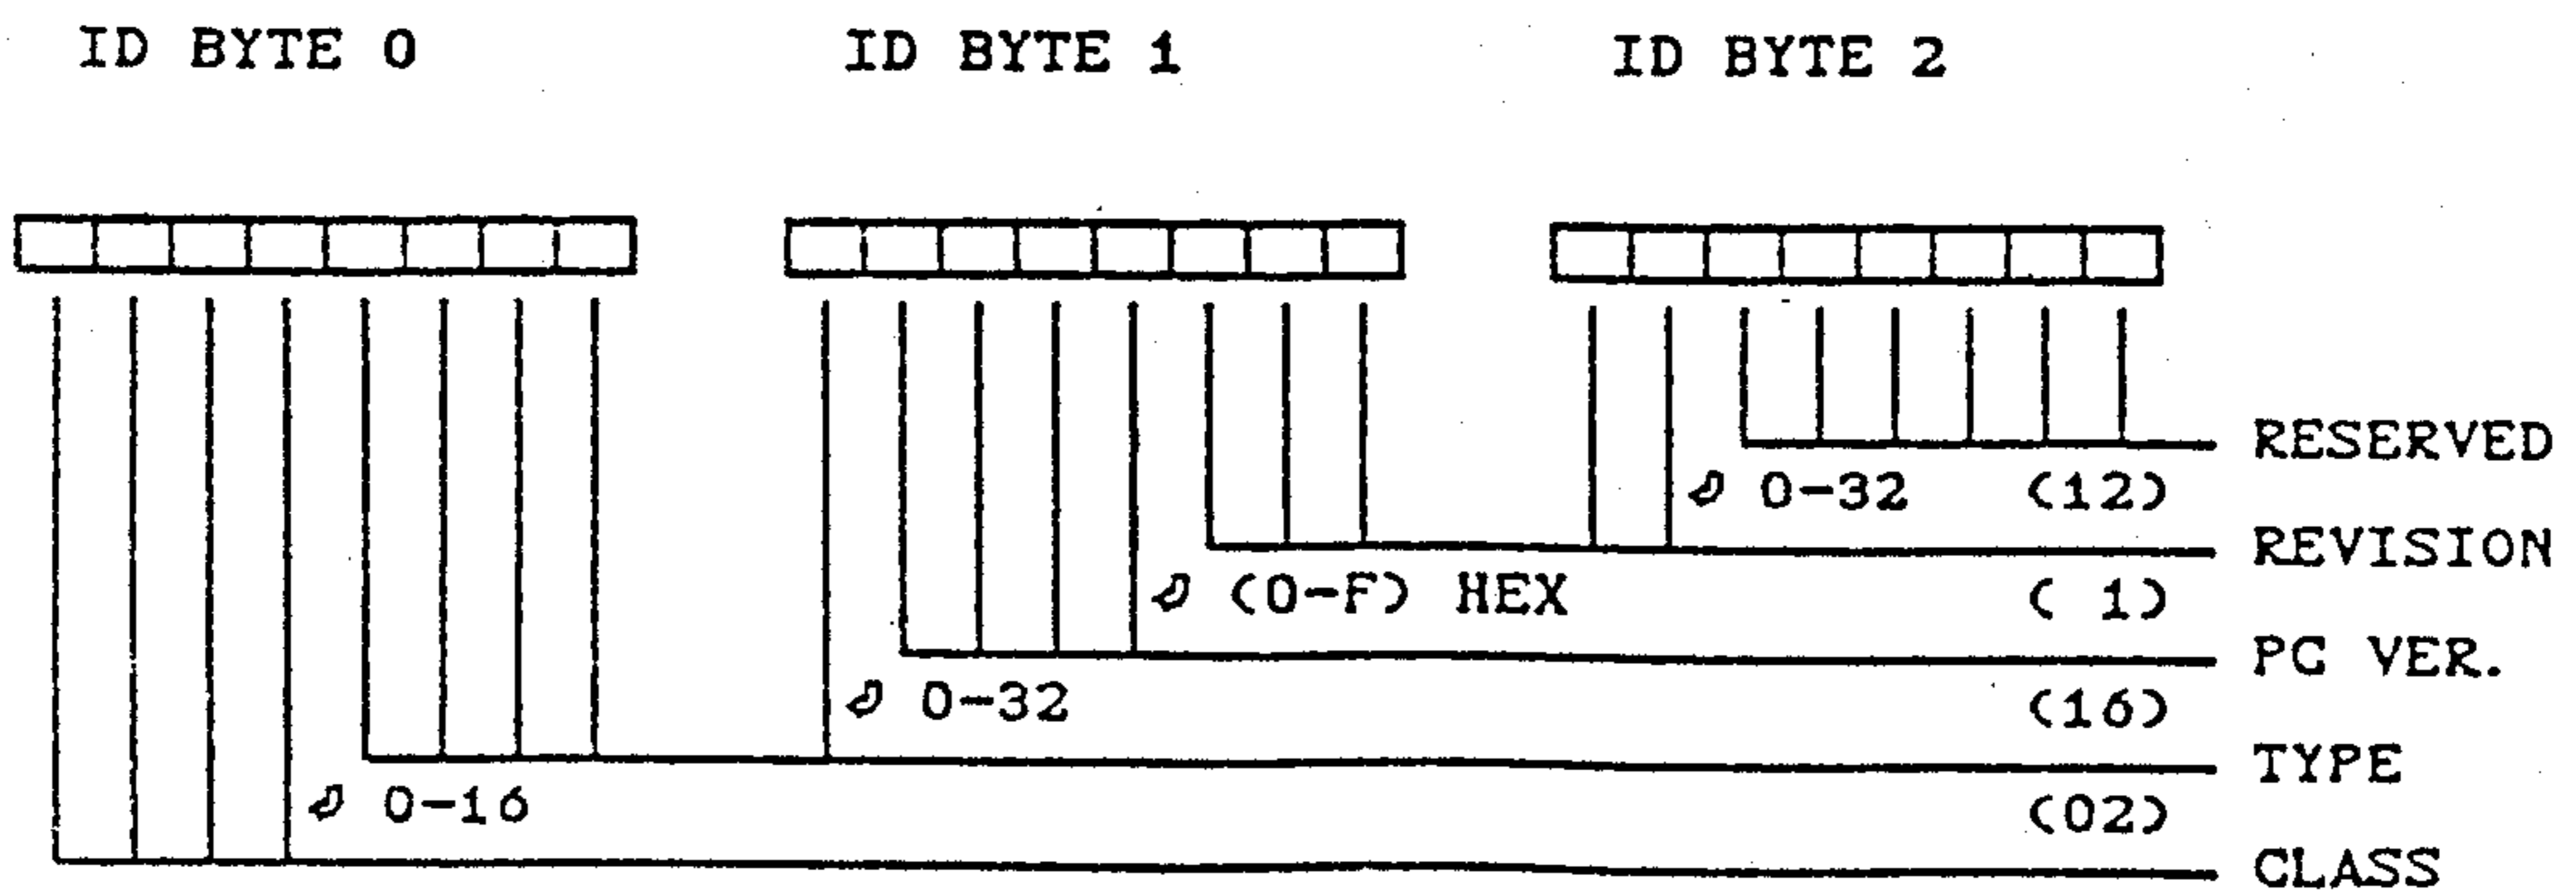 ID BYTE 0 ID BYTE 1 ID BYTE 2
RESERVED
0-32 (12)
REVISION
(0-F) HEX ( 1)
PC VER.
0-32 (16)
TYPE
0-16 (02)
CLASS